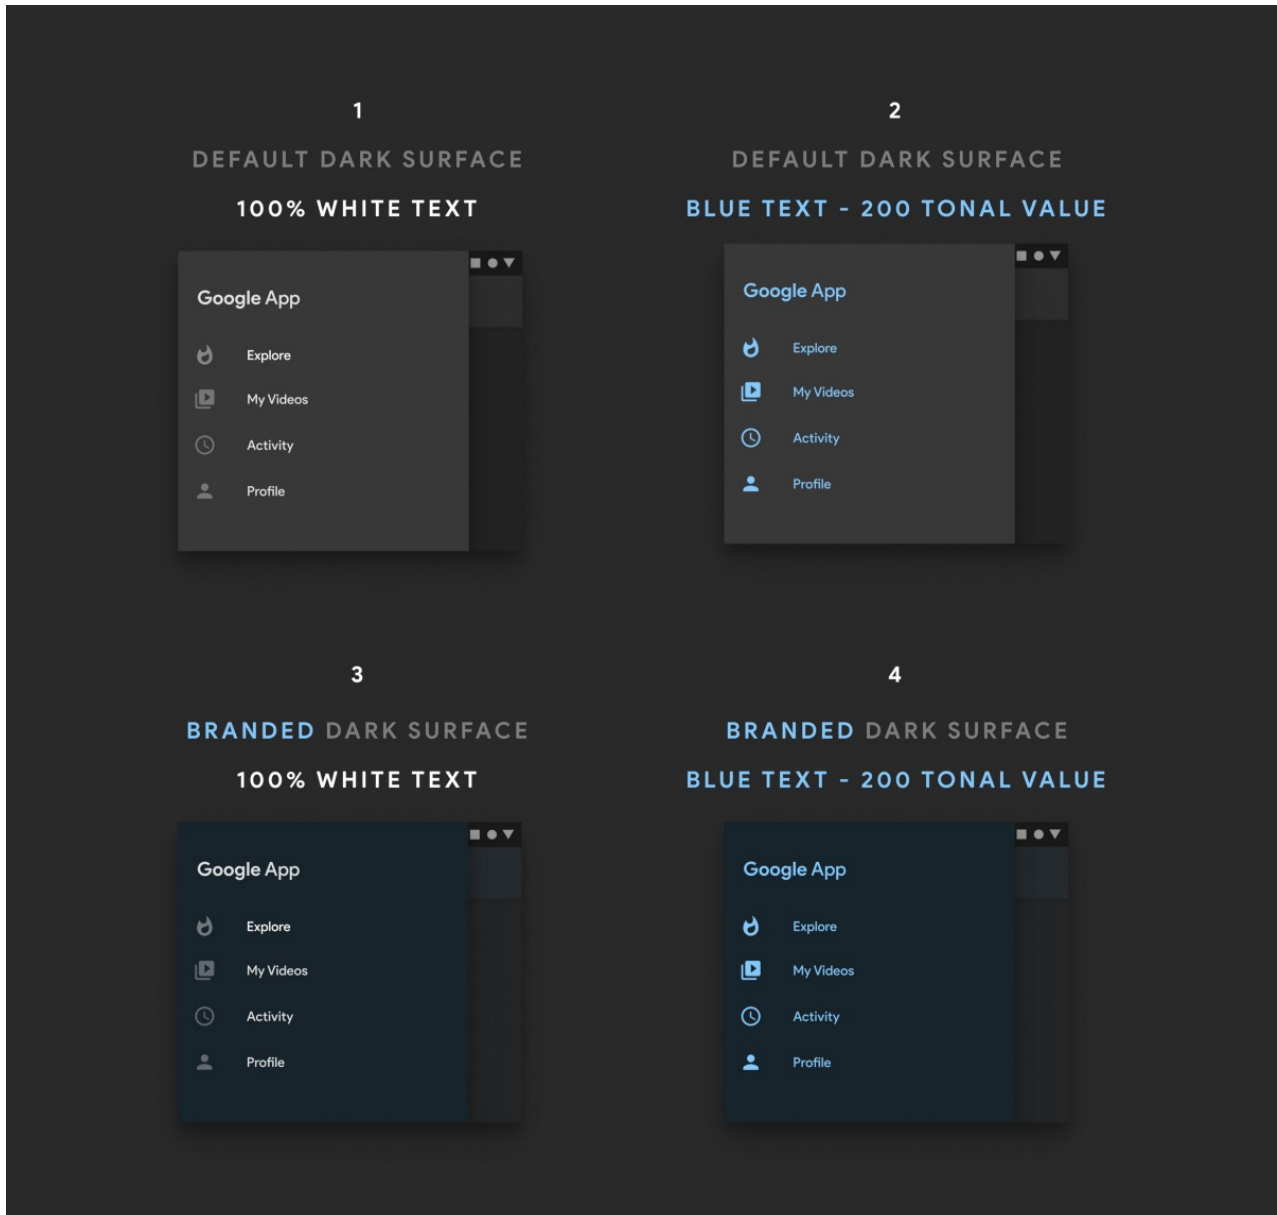 1
DEFAULT DARK SURFACE
100% WHITE TEXT
Google App
Explore
My Videos
Activity
Profile
2
DEFAULT DARK SURFACE
BLUE TEXT - 200 TONAL VALUE
Google App
Explore
My Videos
Activity
Profile
3
BRANDED DARK SURFACE
100% WHITE TEXT
Google App
Explore
My Videos
Activity
Profile
4
BRANDED DARK SURFACE
BLUE TEXT - 200 TONAL VALUE
Google App
Explore
My Videos
Activity
Profile